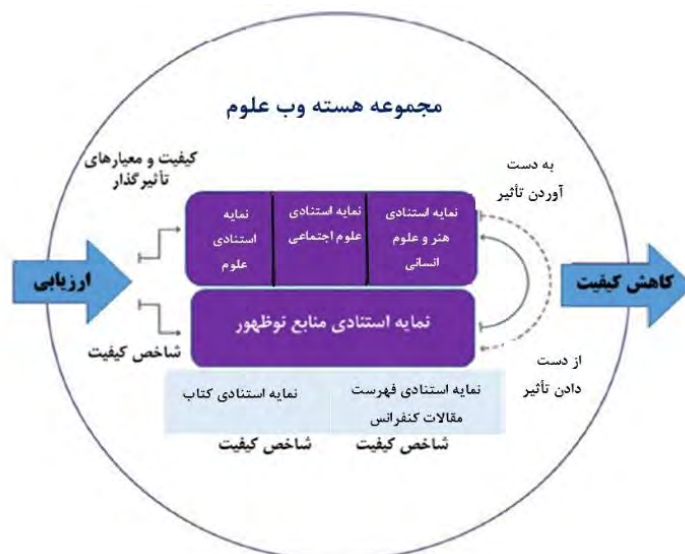 مجموعه هسته وب علوم
کیفیت و معیارهای
تأثیرگذار
به دست
آوردن تأثیر
نمایه استنادی
هنر و علوم
انسانی
نمایه استنادی
علوم اجتماعی
نمایه
استنادی
علوم
ارزیابی
کاهش کیفیت
نمایه استنادی منابع نوظهور
شاخص کیفیت
از دست
دادن تأثیر
نمایه استنادی فهرست
مقالات کنفرانس
نمایه استنادی کتاب
شاخص کیفیت
شاخص کیفیت